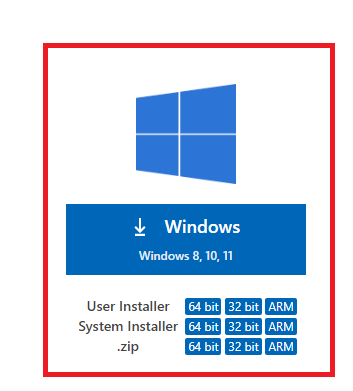 Windows
Windows 8, 10, 11
User Installer 64 bit 32 bit ARM
System Installer 64 bit 32 bit ARM
.zip 64 bit 32 bit ARM